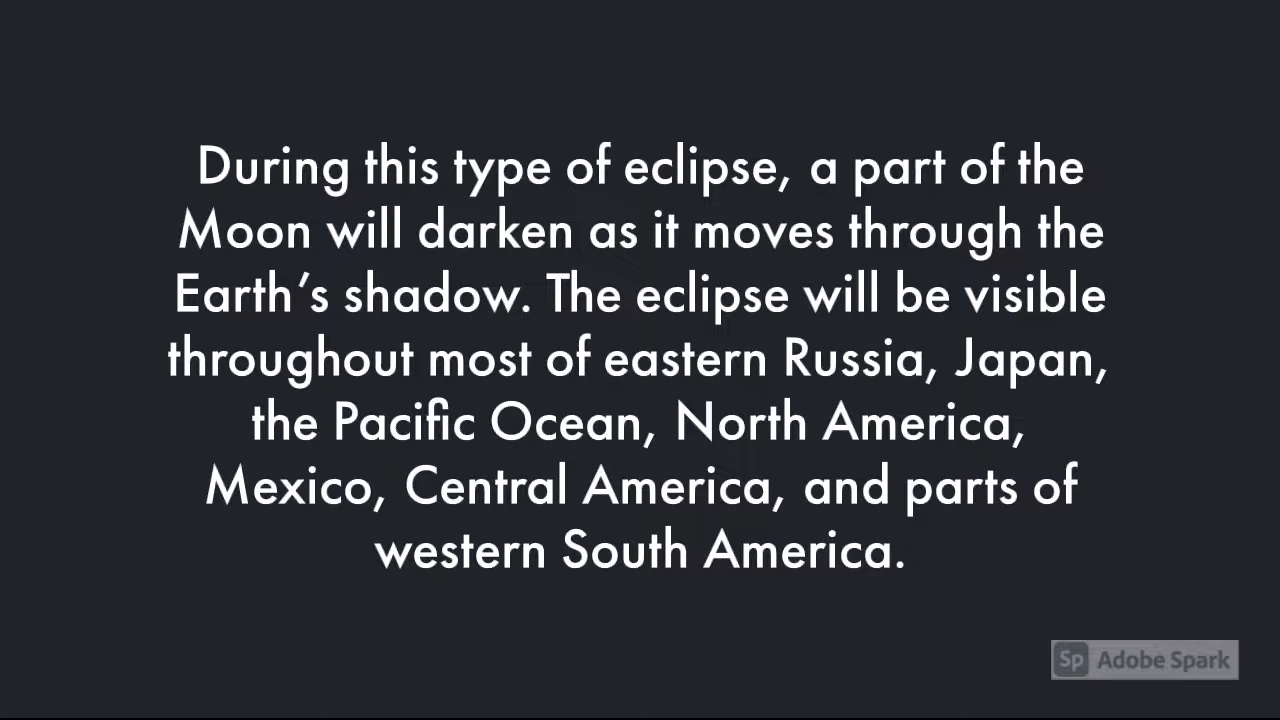 During this type of eclipse, a part of the
Moon will darken as it moves through the
Earth’s shadow. The eclipse will be visible
throughout most of eastern Russia, Japan,
the Pacific Ocean, North America,
Mexico, Central America, and parts of
western South America.
Sp Adobe Spark